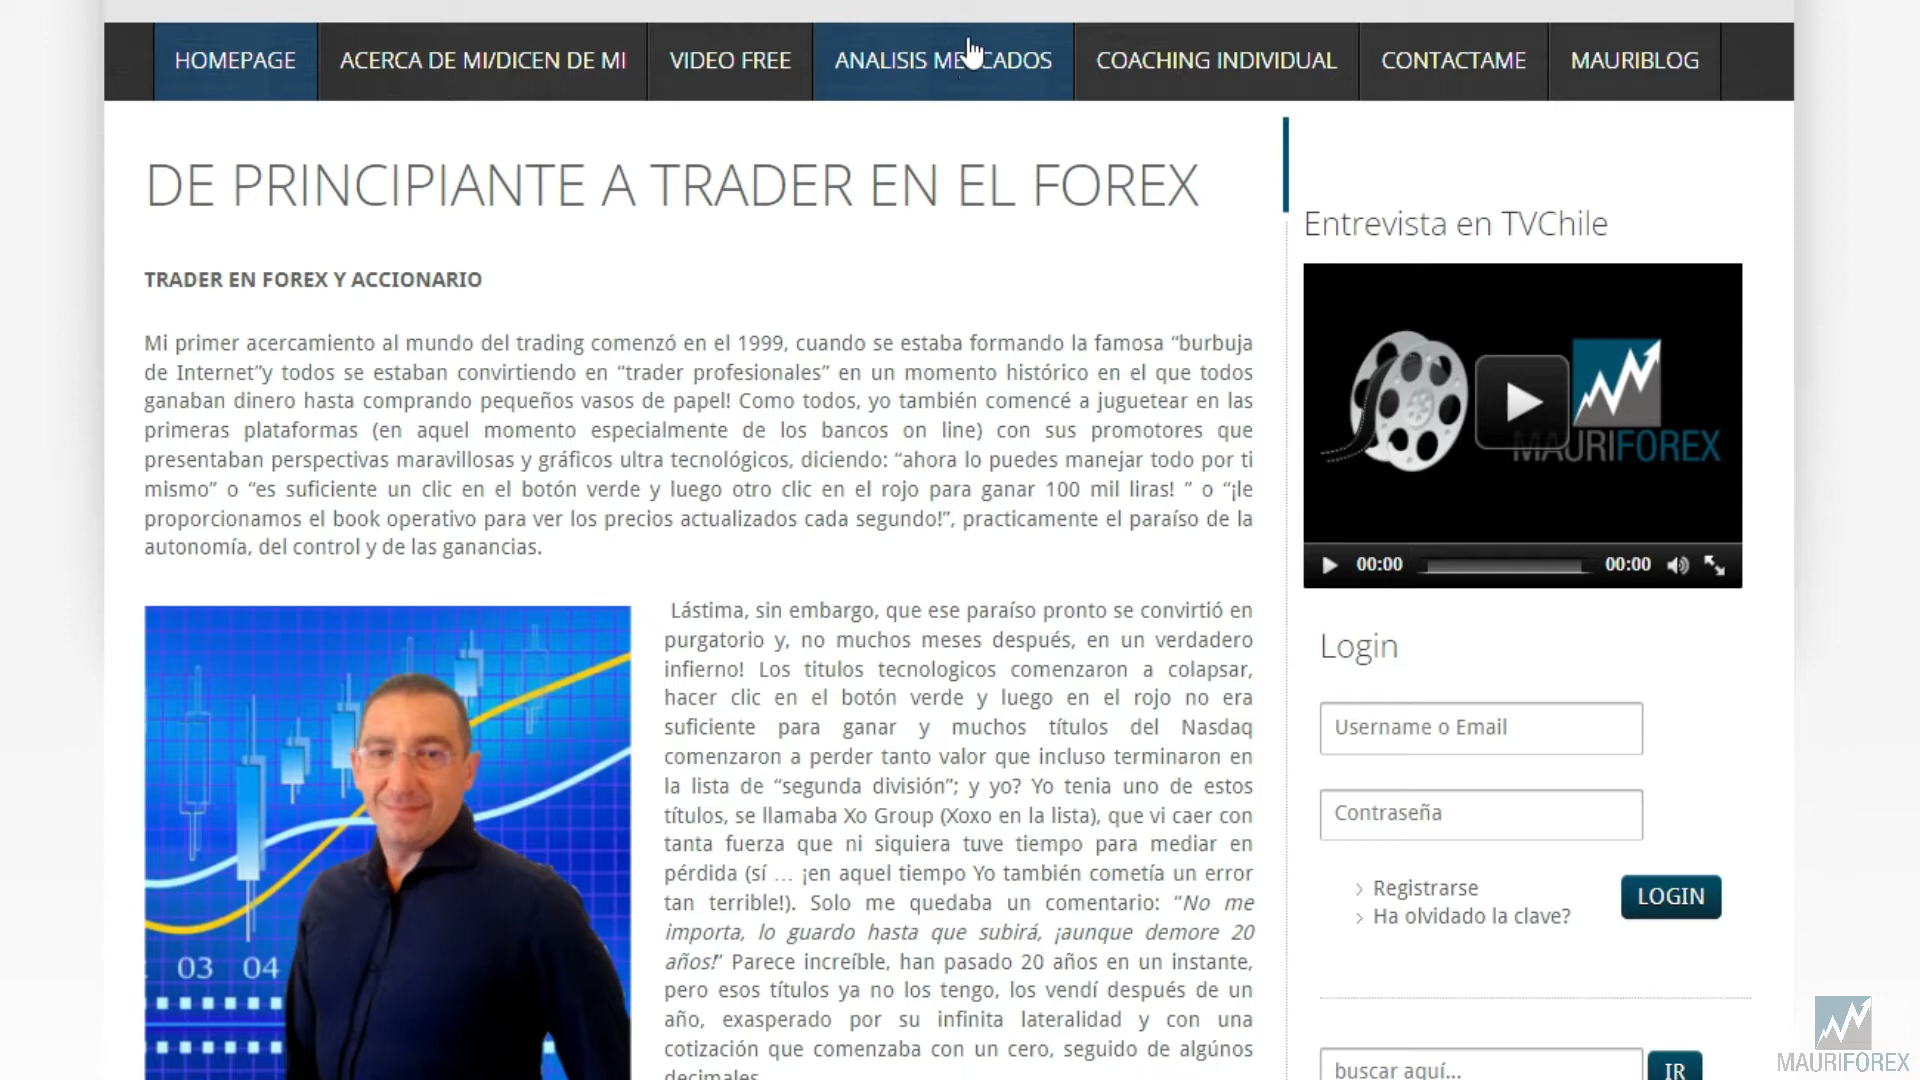 HOMEPAGE
ACERCA DE MI/DICEN DE MI
VIDEO FREE
ANALISIS MERCADOS
COACHING INDIVIDUAL
CONTACTAME
MAURIBLOG
DE PRINCIPIANTE A TRADER EN EL FOREX
TRADER EN FOREX Y ACCIONARIO
Mi primer acercamiento al mundo del trading comenzó en el 1999, cuando se estaba formando la famosa “burbuja
de Internet”y todos se estaban convirtiendo en “trader profesionales” en un momento histórico en el que todos
ganaban dinero hasta comprando pequeños vasos de papel! Como todos, yo también comencé a juguetear en las
primeras plataformas (en aquel momento especialmente de los bancos on line) con sus promotores que
presentaban perspectivas maravillosas y gráficos ultra tecnológicos, diciendo: “ahora lo puedes manejar todo por ti
mismo” o “es suficiente un clic en el botón verde y luego otro clic en el rojo para ganar 100 mil liras! ” o “¡le
proporcionamos el book operativo para ver los precios actualizados cada segundo!”, practicamente el paraíso de la
autonomía, del control y de las ganancias.
03 04
Lástima, sin embargo, que ese paraíso pronto se convirtió en
purgatorio y, no muchos meses después, en un verdadero
infierno! Los titulos tecnologicos comenzaron a colapsar,
hacer clic en el botón verde y luego en el rojo no era
suficiente para ganar y muchos títulos del Nasdaq
comenzaron a perder tanto valor que incluso terminaron en
la lista de “segunda división”; y yo? Yo tenia uno de estos
títulos, se llamaba Xo Group (Xoxo en la lista), que vi caer con
tanta fuerza que ni siquiera tuve tiempo para mediar en
pérdida (sí … ¡en aquel tiempo Yo también cometía un error
tan terrible!). Solo me quedaba un comentario: “No me
importa, lo guardo hasta que subirá, ¡aunque demore 20
años!” Parece increíble, han pasado 20 años en un instante,
pero esos títulos ya no los tengo, los vendí después de un
año, exasperado por su infinita lateralidad y con una
cotización que comenzaba con un cero, seguido de algúnos
decimales
Entrevista en TVChile
MAURIFOREX
00:00
00:00
Login
Username o Email
Contraseña
Registrarse
Ha olvidado la clave?
LOGIN
buscar aquí...
IR
MAURIFOREX